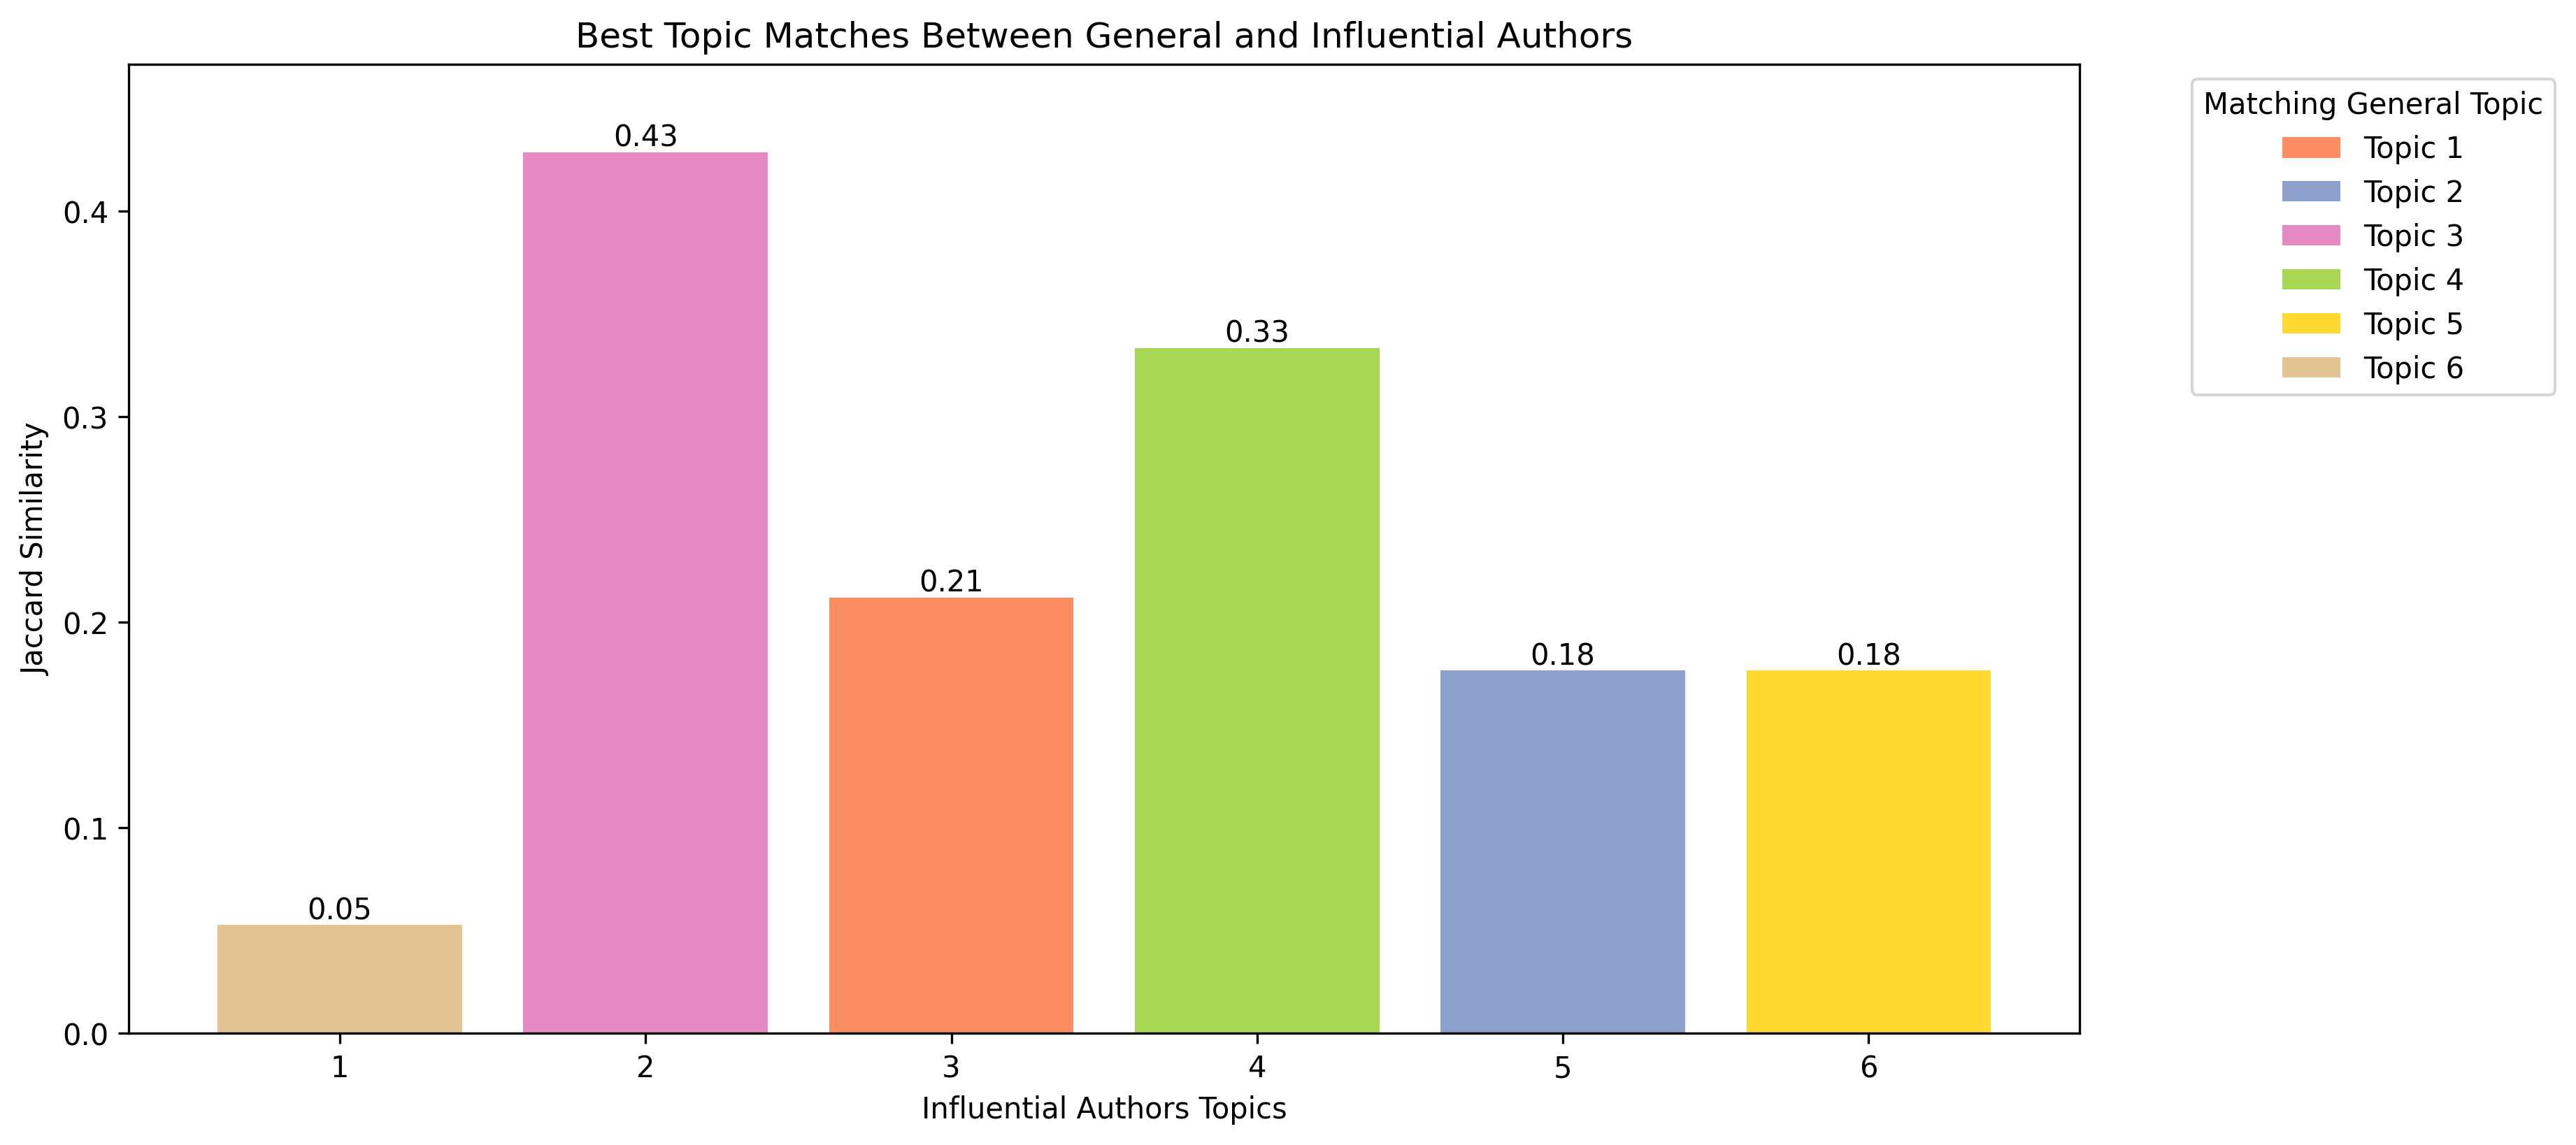 Best Topic Matches Between General and Influential Authors
Jaccard Similarity
0.4
0.3
0.2
0.1
0.0
0.05
0.43
0.21
0.33
0.18
0.18
1
2
3
4
5
6
Influential Authors Topics
Matching General Topic
Topic 1
Topic 2
Topic 3
Topic 4
Topic 5
Topic 6